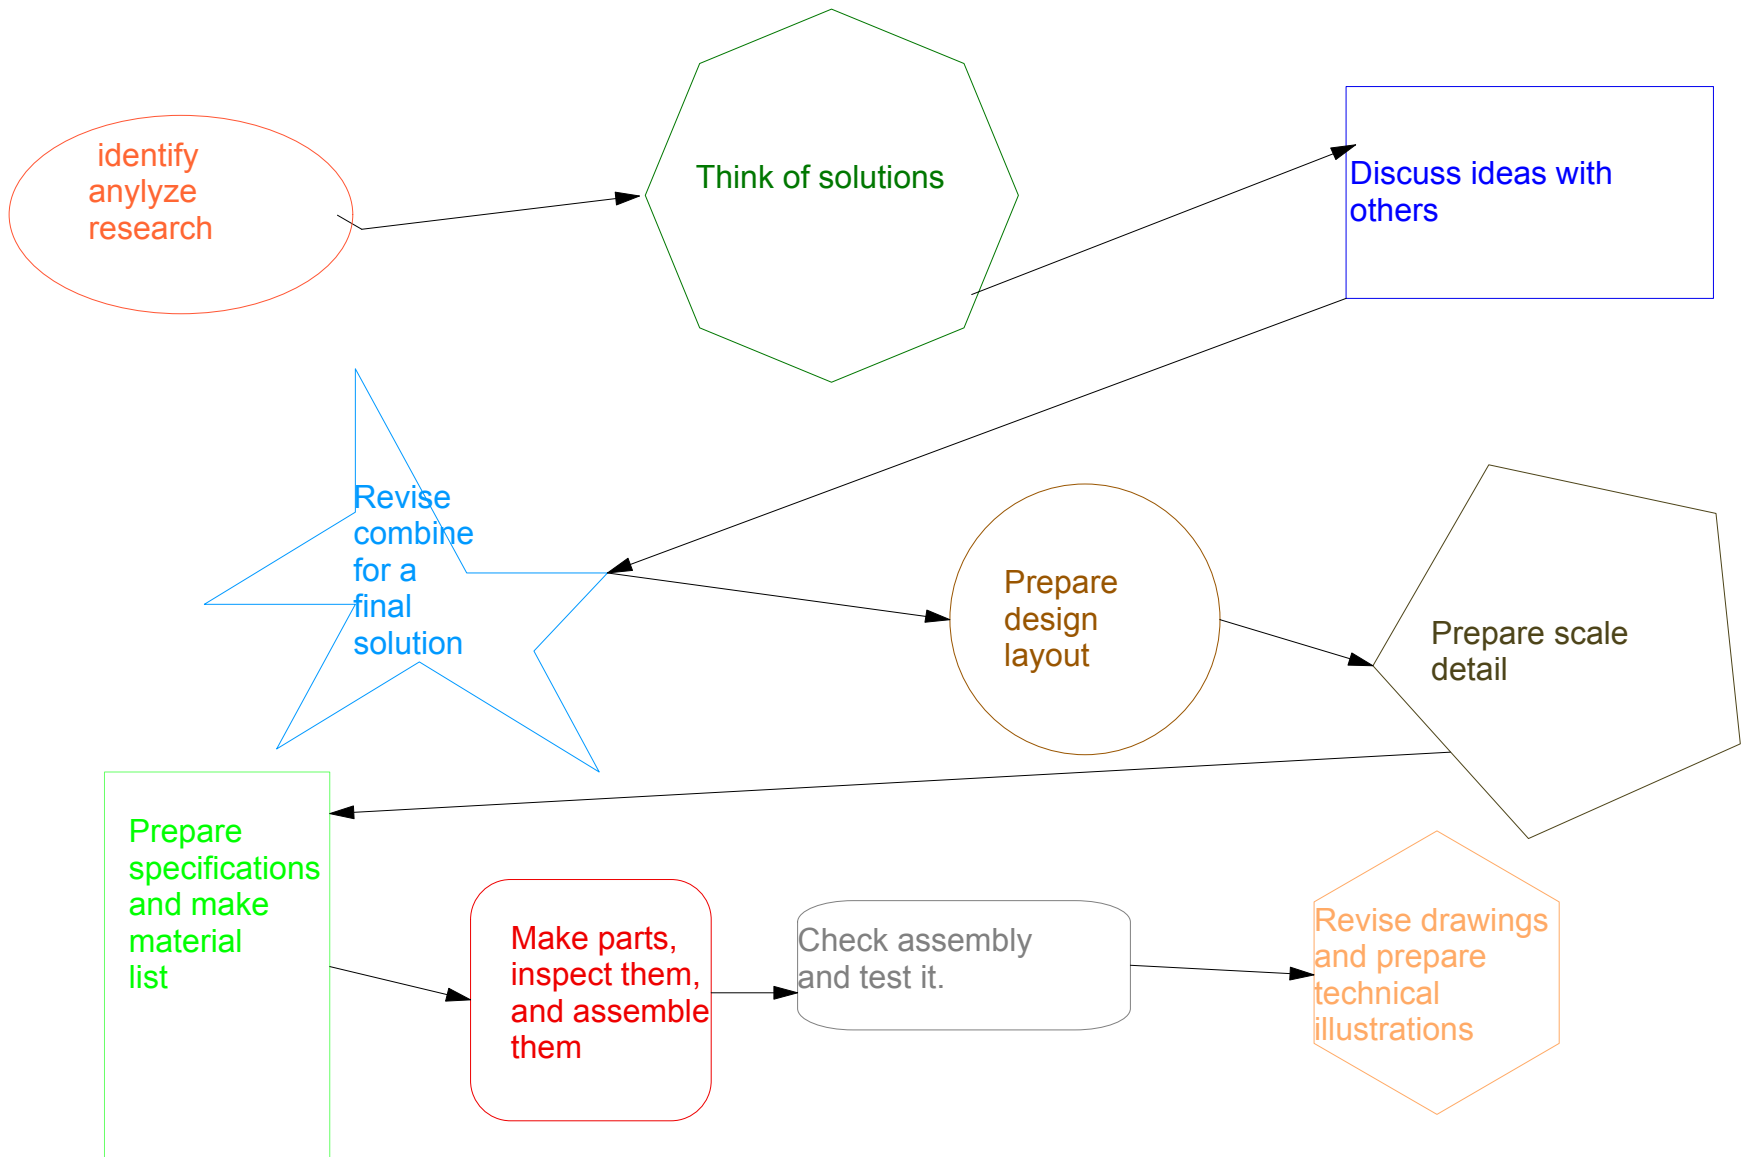 identify
anylyze
research
Think of solutions
Discuss ideas with
others
Revise
combine
for a
final
solution
Prepare
design
layout
Prepare scale
detail
Prepare
specifications
and make
material
list
Make parts,
inspect them,
and assemble
them
Check assembly
and test it.
Revise drawings
and prepare
technical
illustrations